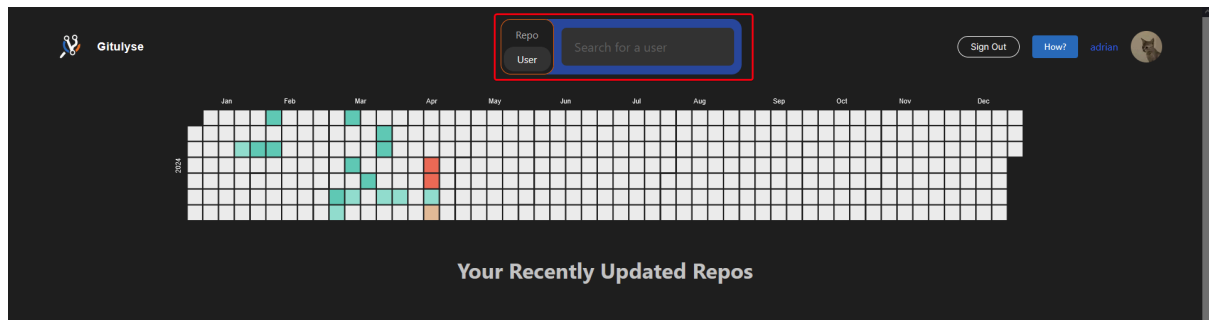 Gitulyse
Repo
User
Search for a user
Sign Out
How?
adrian
Jan Feb Mar Apr May Jun Jul Aug Sep Oct Nov Dec
2024
Your Recently Updated Repos